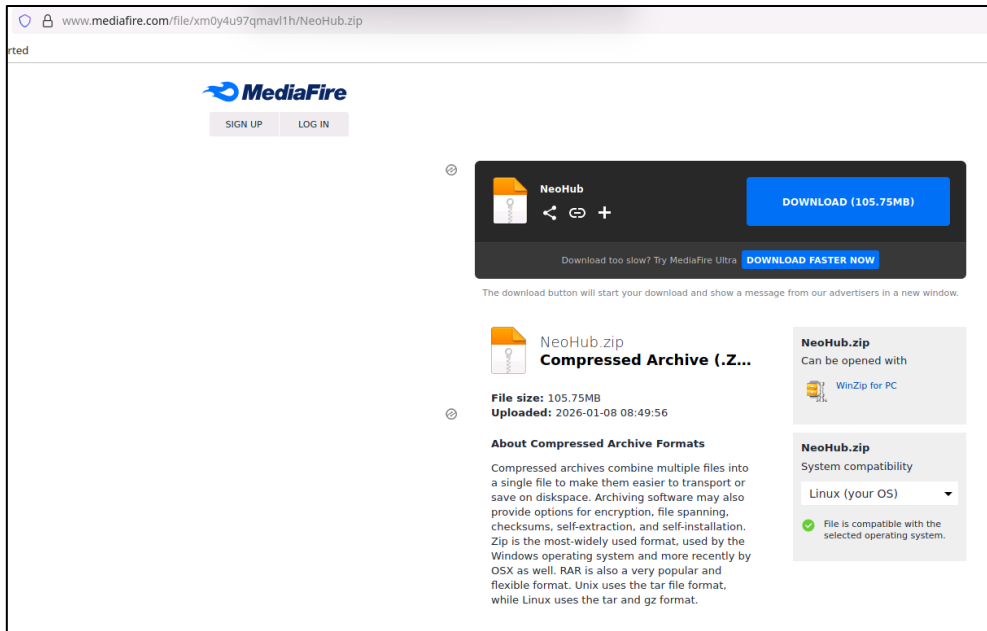 www.mediafire.com/file/xm0y4u97qmavl1h/NeoHub.zip
rted
MediaFire
SIGN UP LOG IN
NeoHub
DOWNLOAD (105.75MB)
Download too slow? Try MediaFire Ultra DOWNLOAD FASTER NOW
The download button will start your download and show a message from our advertisers in a new window.
NeoHub.zip
Compressed Archive (.Z...
File size: 105.75MB
Uploaded: 2026-01-08 08:49:56
About Compressed Archive Formats
Compressed archives combine multiple files into
a single file to make them easier to transport or
save on diskspace. Archiving software may also
provide options for encryption, file spanning,
checksums, self-extraction, and self-installation.
Zip is the most-widely used format, used by the
Windows operating system and more recently by
OSX as well. RAR is also a very popular and
flexible format. Unix uses the tar file format,
while Linux uses the tar and gz format.
NeoHub.zip
Can be opened with
WinZip for PC
NeoHub.zip
System compatibility
Linux (your OS)
File is compatible with the
selected operating system.